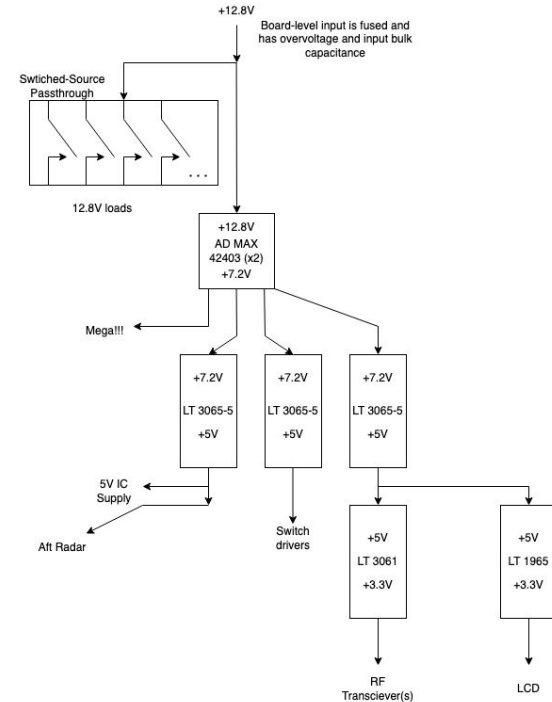 +12.8V
Board-level input is fused and
has overvoltage and input bulk
capacitance
Swtiched-Source
Passthrough
...
12.8V loads
+12.8V
AD MAX
42403 (x2)
+7.2V
Mega!!!
+7.2V
LT 3065-5
+5V
+7.2V
LT 3065-5
+5V
+7.2V
LT 3065-5
+5V
5V IC
Supply
Aft Radar
Switch
drivers
+5V
LT 3061
+3.3V
+5V
LT 1965
+3.3V
RF
Transciever(s)
LCD